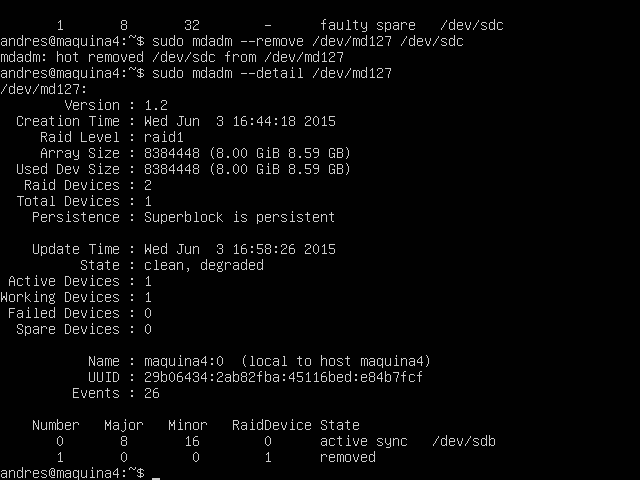 1 8 32 - faulty spare /dev/sdc
andres@maquina4:~$ sudo mdadm --remove /dev/md127 /dev/sdc
mdadm: hot removed /dev/sdc from /dev/md127
andres@maquina4:~$ sudo mdadm --detail /dev/md127
/dev/md127:
Version : 1.2
Creation Time : Wed Jun  3 16:44:18 2015
Raid Level : raid1
Array Size : 8384448 (8.00 GiB 8.59 GB)
Used Dev Size : 8384448 (8.00 GiB 8.59 GB)
Raid Devices : 2
Total Devices : 1
Persistence : Superblock is persistent
Update Time : Wed Jun  3 16:58:26 2015
State : clean, degraded
Active Devices : 1
Working Devices : 1
Failed Devices : 0
Spare Devices : 0
Name : maquina4:0  (local to host maquina4)
UUID : 29b06434:2ab82fba:45116bed:e84b7fcf
Events : 26
Number Major Minor RaidDevice State
0 8 16 0 active sync /dev/sdb
1 0 0 1 removed
andres@maquina4:~$ _